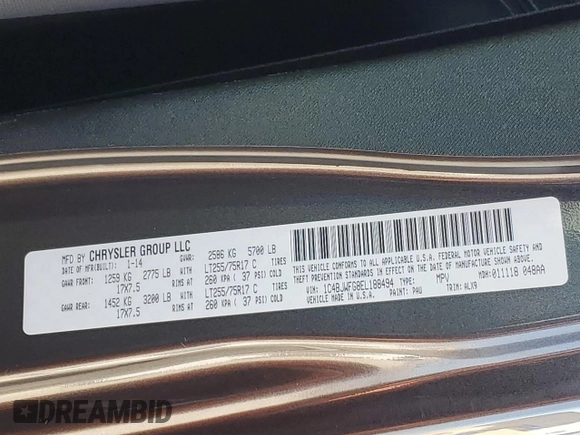 MFD BY CHRYSLER GROUP LLC
DATE OF MFR(BUILT): 1-14 GVWR: 2586 KG 5700 LB
GAWR FRONT: 1259 KG 2775 LB WITH LT255/75R17 C TIRES
17X7.5 RIMS AT 260 KPA ( 37 PSI) COLD
GAWR REAR: 1452 KG 3200 LB WITH LT255/75R17 C TIRES
17X7.5 RIMS AT 260 KPA ( 37 PSI) COLD
THIS VEHICLE CONFORMS TO ALL APPLICABLE U.S.A. FEDERAL MOTOR VEHICLE SAFETY AND
THEFT PREVENTION STANDARDS IN EFFECT ON THE DATE OF MANUFACTURE SHOWN ABOVE.
VIN: 1C4BJWFG8EL188494 TYPE: MPV MDH: 011118 048AA
VEHICLE MADE IN U.S.A. PAINT: PAU TRIM: ALX9
DREAMBID